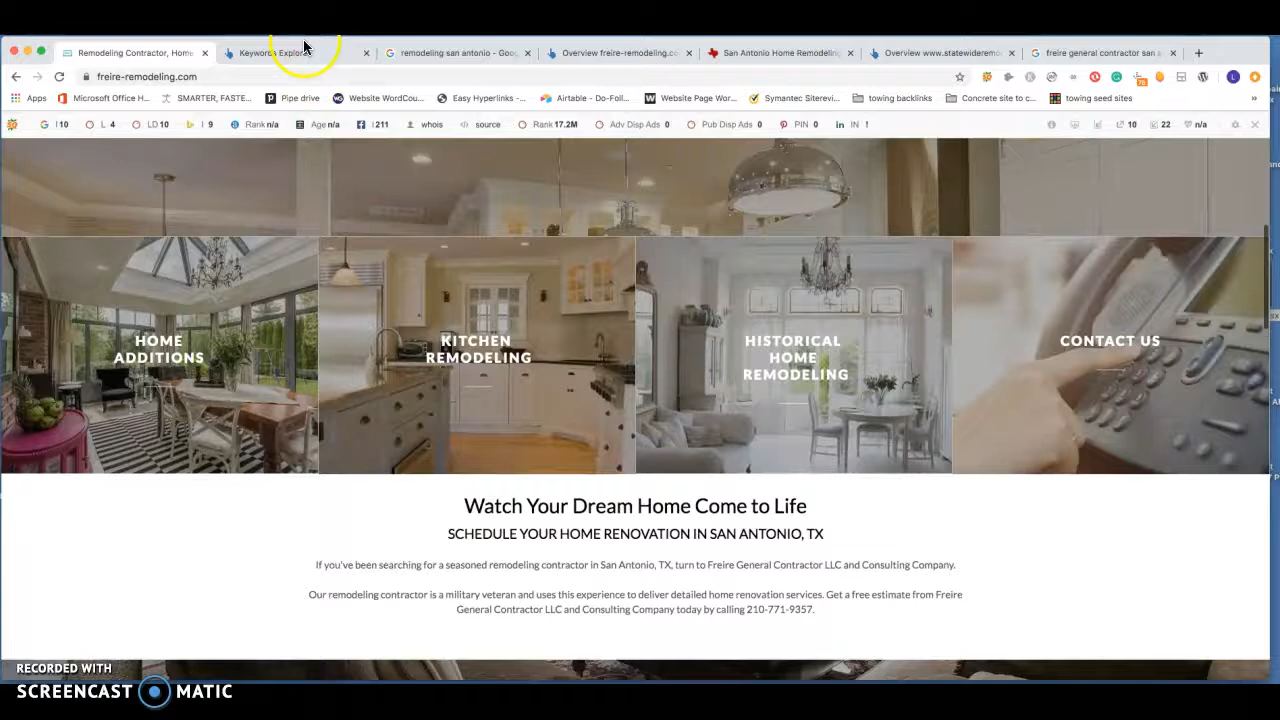 Remodeling Contractor, Home
Keywords Explorer
remodeling san antonio - Goog
Overview freire-remodeling.co
San Antonio Home Remodeling
Overview www.statewideremo
freire general contractor san a
freire-remodeling.com
L
Apps
Microsoft Office H...
SMARTER, FASTE...
Pipe drive
Website WordCou...
Easy Hyperlinks -...
Airtable - Do-Foll...
Website Page Wor...
Symantec Siterevi...
towing backlinks
Concrete site to c...
towing seed sites
»
I 10
L 4
LD 10
I 9
Rank n/a
Age n/a
I 211
whois
source
Rank 17.2M
Adv Disp Ads 0
Pub Disp Ads 0
PIN 0
IN !
10
22
n/a
HOME
ADDITIONS
KITCHEN
REMODELING
HISTORICAL
HOME
REMODELING
CONTACT US
Watch Your Dream Home Come to Life
SCHEDULE YOUR HOME RENOVATION IN SAN ANTONIO, TX
If you've been searching for a seasoned remodeling contractor in San Antonio, TX, turn to Freire General Contractor LLC and Consulting Company.
Our remodeling contractor is a military veteran and uses this experience to deliver detailed home renovation services. Get a free estimate from Freire
General Contractor LLC and Consulting Company today by calling 210-771-9357.
RECORDED WITH
SCREENCAST MATIC